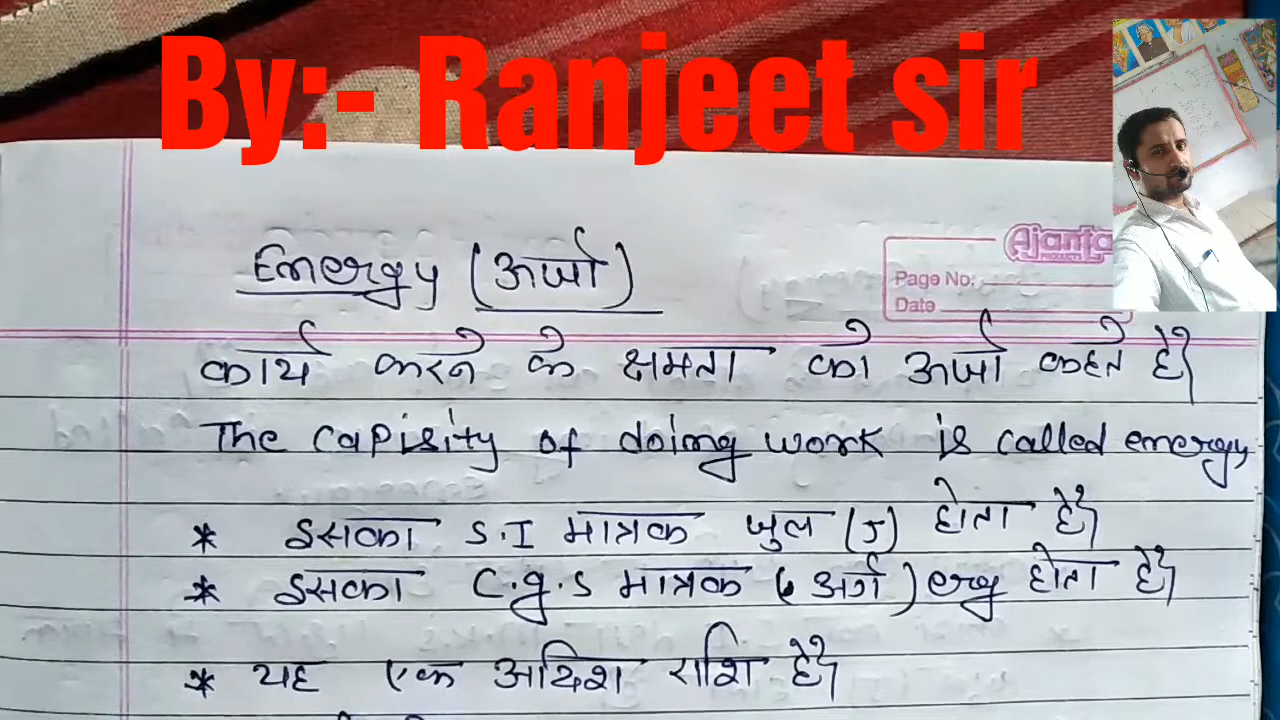 By:- Ranjeet sir
Ajanta
Page No:
Date
Energy (ऊर्जा)
कार्य करने के क्षमता को ऊर्जा कहते है।
The capisity of doing work is called energy
* इसका S.I मात्रक जुल (J) होता है।
* इसका C.g.s मात्रक (अर्ग) erg होता है।
* यह एक अदिश राशि है।